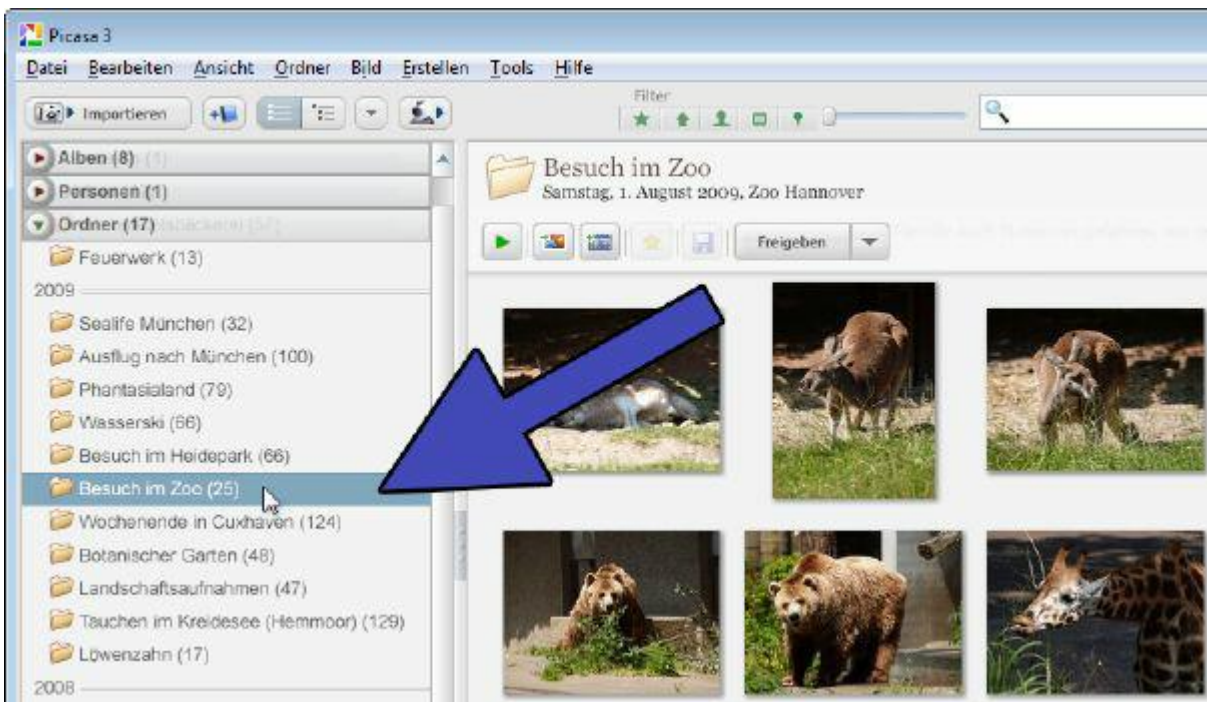 Picasa 3
Datei Bearbeiten Ansicht Ordner Bild Erstellen Tools Hilfe
Importieren
Filter
Alben (8)
Personen (1)
Ordner (17)
Feuerwerk (13)
2009
Sealife München (32)
Ausflug nach München (100)
Phantasialand (79)
Wasserski (66)
Besuch im Heidepark (66)
Besuch im Zoo (25)
Wochenende in Cuxhaven (124)
Botanischer Garten (48)
Landschaftsaufnahmen (47)
Tauchen im Kreidesee (Hemmoor) (129)
Löwenzahn (17)
2008
Besuch im Zoo
Samstag, 1. August 2009, Zoo Hannover
Freigeben